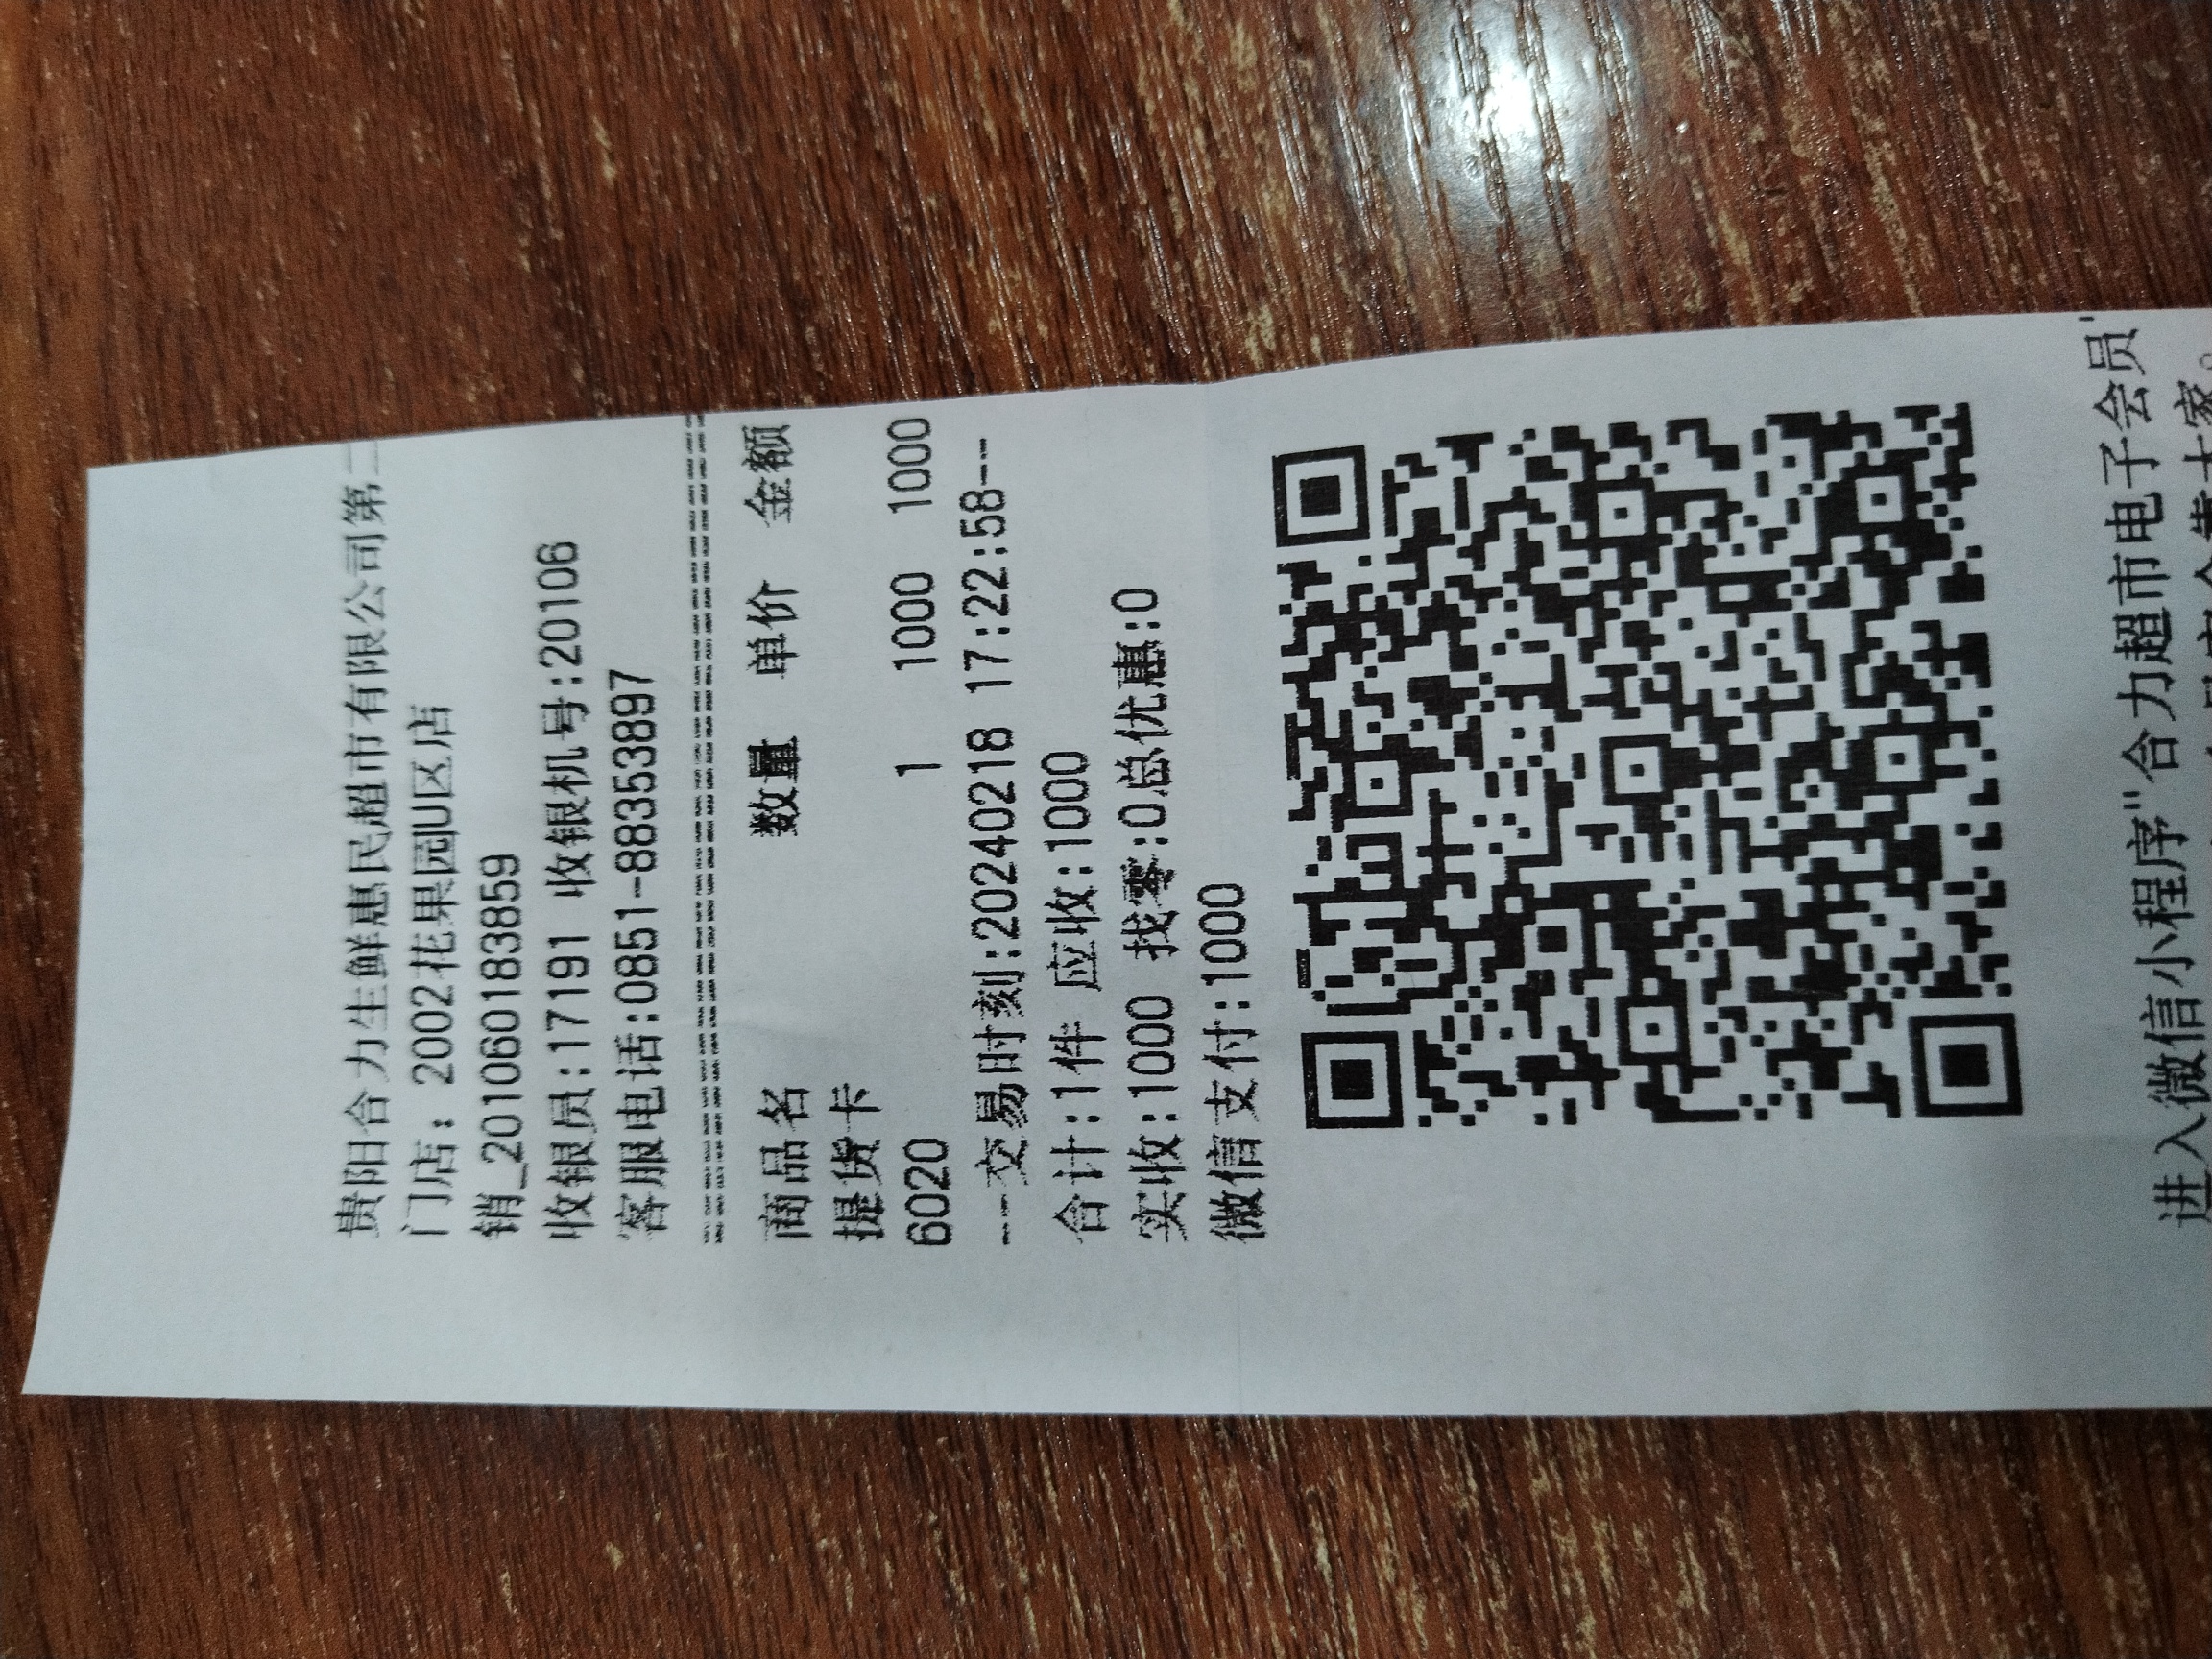 贵阳合力生鲜惠民超市有限公司第二
门店: 2002花果园U区店
销_201060183859
收银员:17191 收银机号:20106
客服电话:0851-88353897
商品名 数量 单价 金额
提货卡
6020 1 1000 1000
---交易时刻:20240218 17:22:58---
合计:1件 应收:1000
实收:1000 找零:0总优惠:0
微信支付:1000
进入微信小程序"合力超市电子会员"